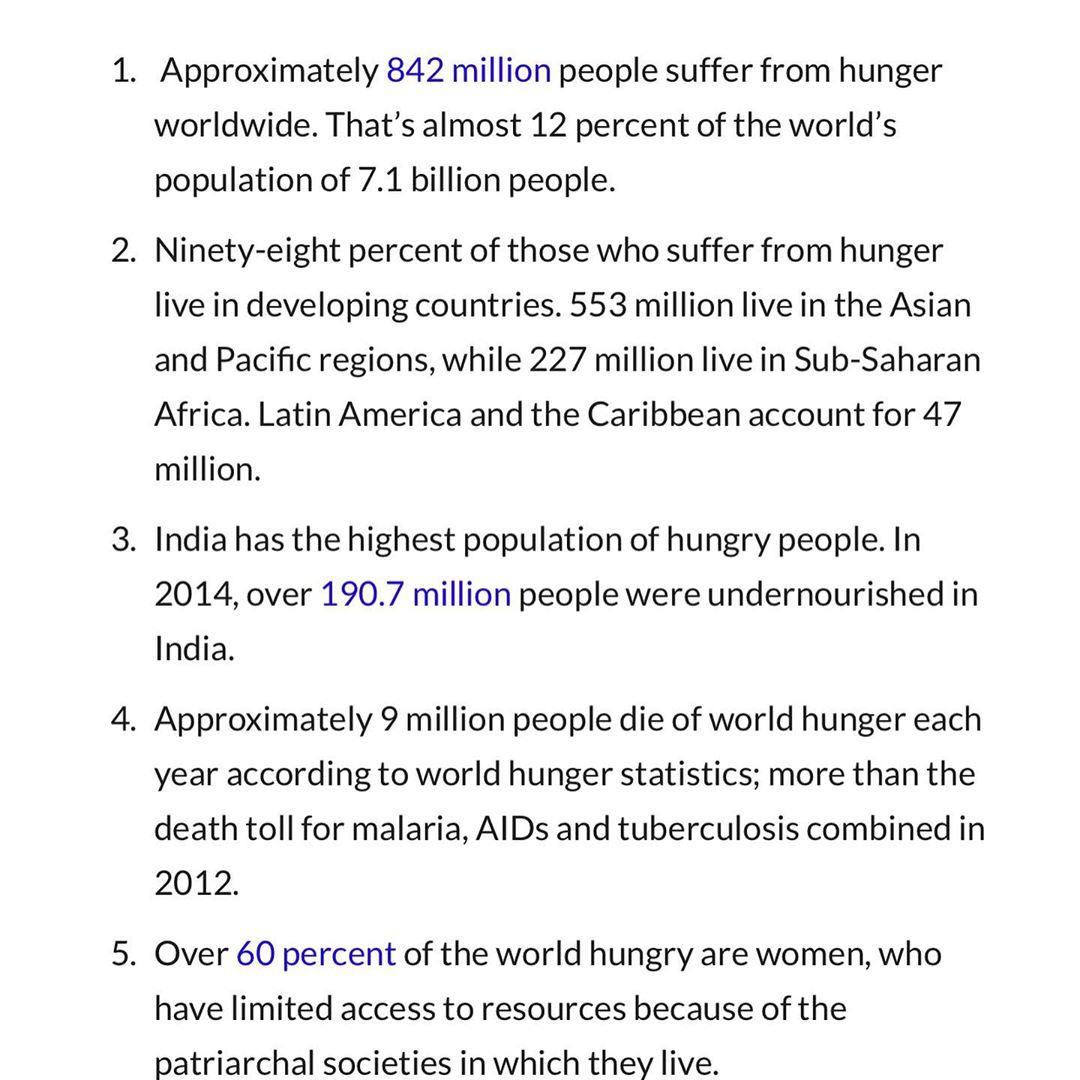 1. Approximately 842 million people suffer from hunger
worldwide. That’s almost 12 percent of the world’s
population of 7.1 billion people.
2. Ninety-eight percent of those who suffer from hunger
live in developing countries. 553 million live in the Asian
and Pacific regions, while 227 million live in Sub-Saharan
Africa. Latin America and the Caribbean account for 47
million.
3. India has the highest population of hungry people. In
2014, over 190.7 million people were undernourished in
India.
4. Approximately 9 million people die of world hunger each
year according to world hunger statistics; more than the
death toll for malaria, AIDs and tuberculosis combined in
2012.
5. Over 60 percent of the world hungry are women, who
have limited access to resources because of the
patriarchal societies in which they live.